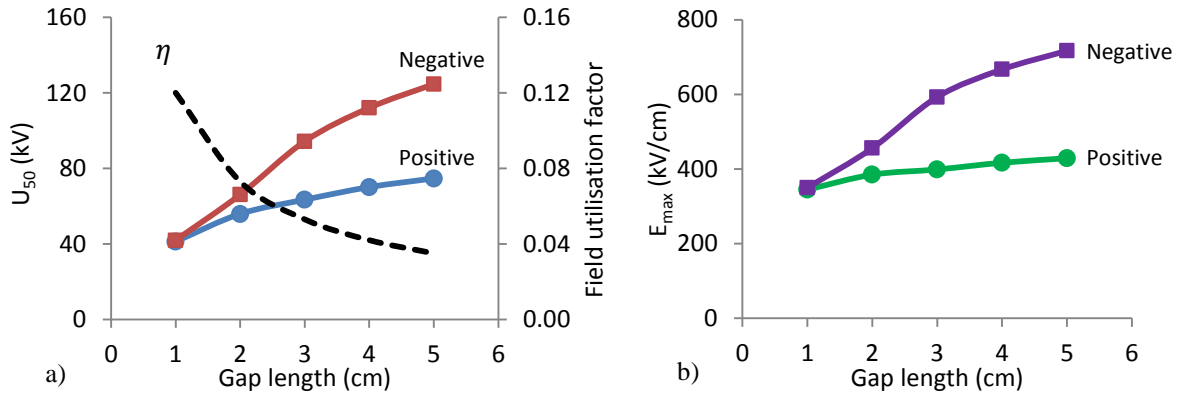 160
120
80
40
0
U50 (kV)
0.16
0.12
0.08
0.04
0.00
Field utilisation factor
η
Negative
Positive
0 1 2 3 4 5 6
Gap length (cm)
a)
800
600
400
200
0
Emax (kV/cm)
Negative
Positive
0 1 2 3 4 5 6
Gap length (cm)
b)